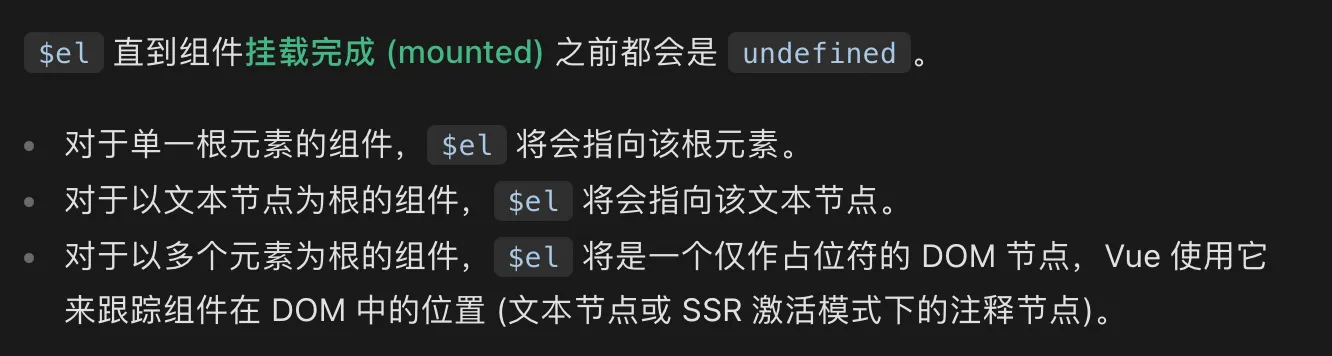 $el 直到组件挂载完成 (mounted) 之前都会是 undefined。
对于单一根元素的组件，$el 将会指向该根元素。
对于以文本节点为根的组件，$el 将会指向该文本节点。
对于以多个元素为根的组件，$el 将是一个仅作占位符的 DOM 节点，Vue 使用它
来跟踪组件在 DOM 中的位置 (文本节点或 SSR 激活模式下的注释节点)。